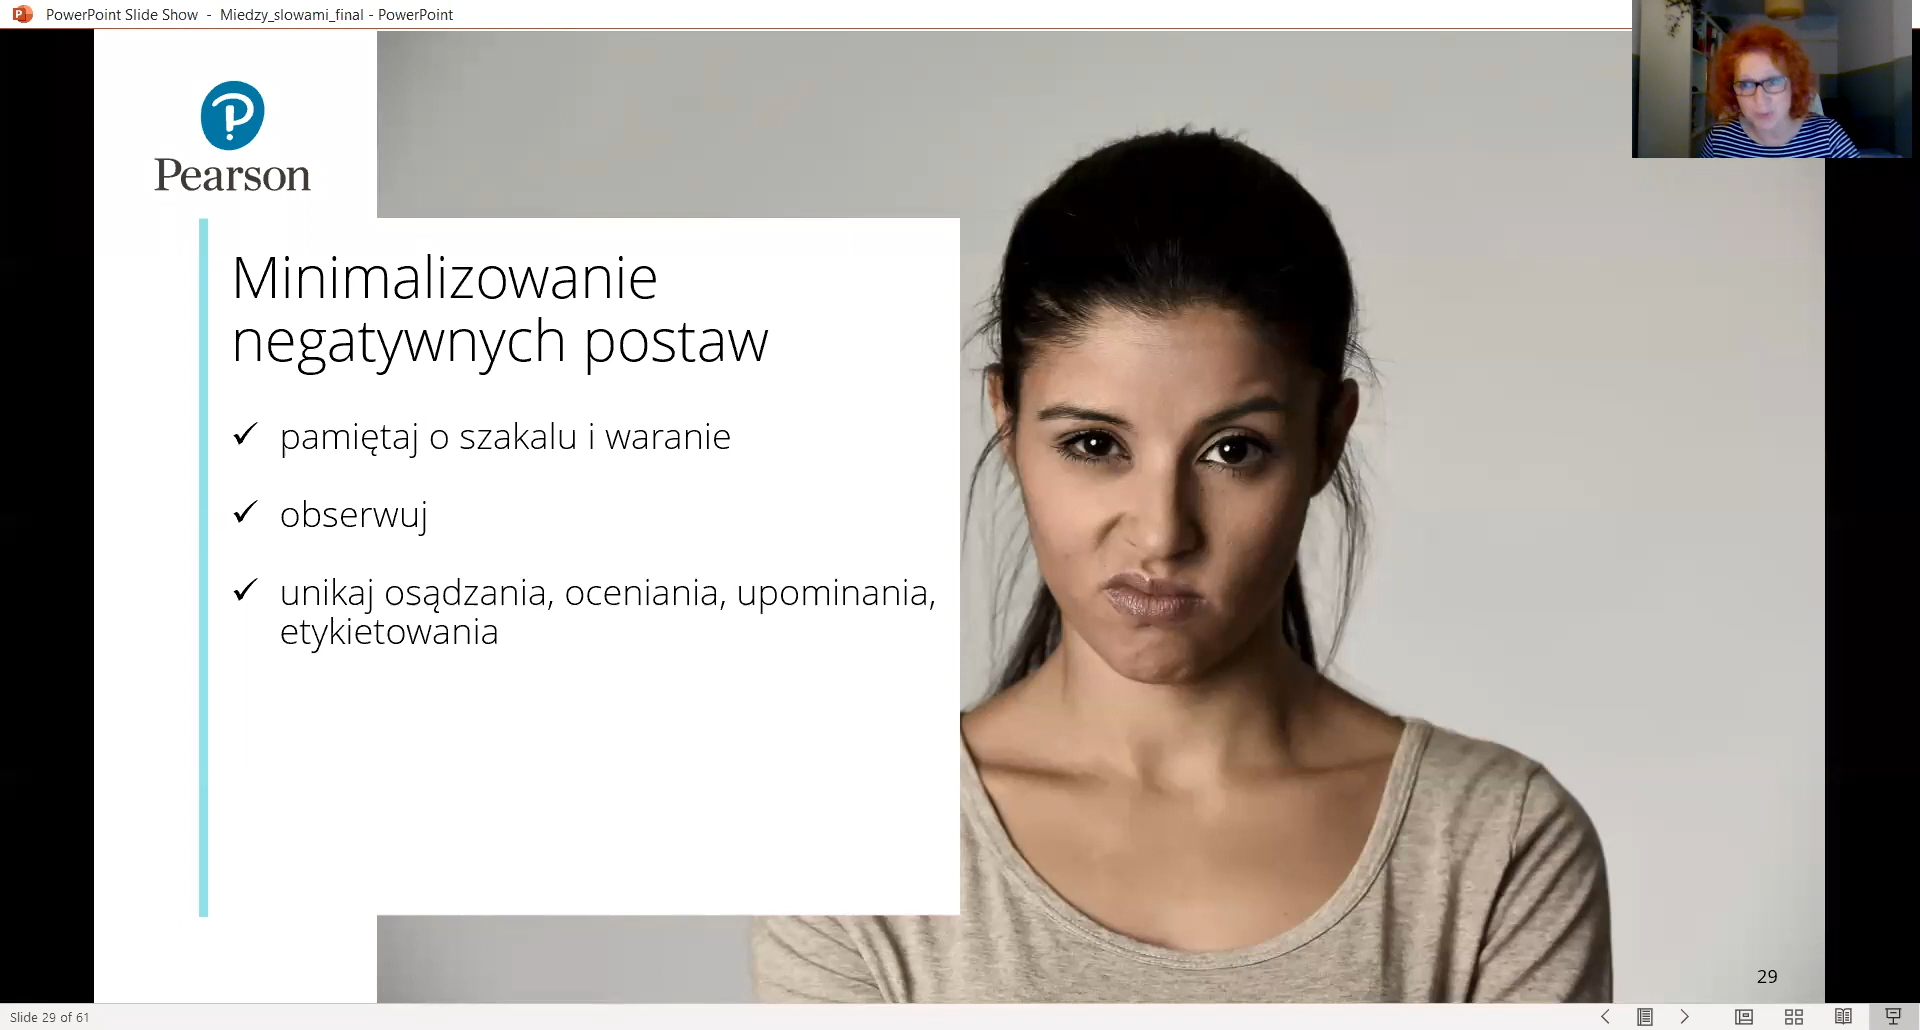 PowerPoint Slide Show - Miedzy_slowami_final - PowerPoint
Pearson
Minimalizowanie
negatywnych postaw
✓ pamiętaj o szakalu i waranie
✓ obserwuj
✓ unikaj osądzania, oceniania, upominania,
etykietowania
29
Slide 29 of 61